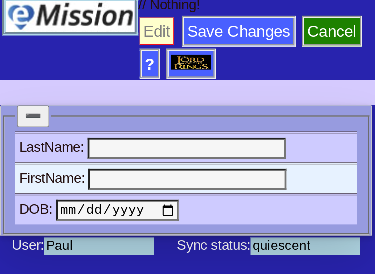 // Nothing!
eMission
Edit Save Changes Cancel
? LORD OF THE RINGS
*****
LastName:
FirstName:
DOB: mm/dd/yyyy
User: Paul Sync status: quiescent